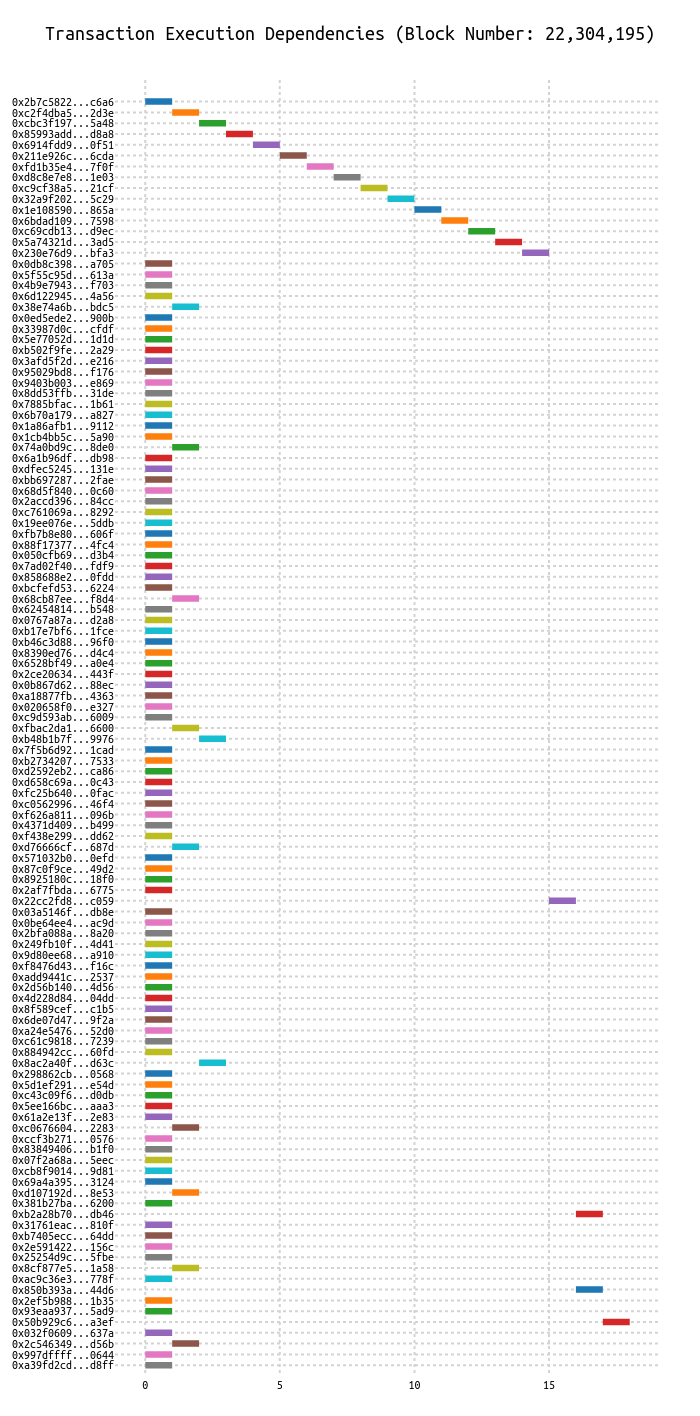 Transaction Execution Dependencies (Block Number: 22,304,195)
0x2b7c5822...c6a6
0xc2f4dba5...2d3e
0xcbc3f197...5a48
0x85993add...d8a8
0x6914fdd9...0f51
0x211e926c...6cda
0xfd1b35e4...7f0f
0xd8c8e7e8...1e03
0xc9cf38a5...21cf
0x32a9f202...5c29
0x1e108590...865a
0x6bdad109...7598
0xc69cdb13...d9ec
0x5a74321d...3ad5
0x230e76d9...bfa3
0x0db8c398...a705
0x5f55c95d...613a
0x4b9e7943...f703
0x6d122945...4a56
0x38e74a6b...bdc5
0x0ed5ede2...900b
0x33987d0c...cfdf
0x5e77052d...1d1d
0xb502f9fe...2a29
0x3afd5f2d...e216
0x95029bd8...f176
0x9403b003...e869
0x8dd53ffb...31de
0x7885bfac...1b61
0x6b70a179...a827
0x1a86afb1...9112
0x1cb4bb5c...5a90
0x74a0bd9c...8de0
0x6a1b96df...db98
0xdfec5245...131e
0xbb697287...2fae
0x68d5f840...0c60
0x2accd396...84cc
0xc761069a...8292
0x19ee076e...5ddb
0xfb7b8e80...606f
0x88f17377...4fc4
0x050cfb69...d3b4
0x7ad02f40...fdf9
0x858688e2...0fdd
0xbcfefd53...6224
0x68cb87ee...f8d4
0x62454814...b548
0x0767a87a...d2a8
0xb17e7bf6...1fce
0xb46c3d88...96f0
0x8390ed76...d4c4
0x6528bf49...a0e4
0x2ce20634...443f
0x0b867d62...88ec
0xa18877fb...4363
0x020658f0...e327
0xc9d593ab...6009
0xfbac2da1...6600
0xb48b1b7f...9976
0x7f5b6d92...1cad
0xb2734207...7533
0xd2592eb2...ca86
0xd658c69a...0c43
0xfc25b640...0fac
0xc0562996...46f4
0xf626a811...096b
0x4371d409...b499
0xf438e299...dd62
0xd76666cf...687d
0x571032b0...0efd
0x87c0f9ce...49d2
0x8925180c...18f0
0x2af7fbda...6775
0x22cc2fd8...c059
0x03a5146f...db8e
0x0be64ee4...ac9d
0x2bfa088a...8a20
0x249fb10f...4d41
0x9d80ee68...a910
0xf8476d43...f16c
0xadd9441c...2537
0x2d56b140...4d56
0x4d228d84...04dd
0x8f589cef...c1b5
0x6de07d47...9f2a
0xa24e5476...52d0
0xc61c9818...7239
0x884942cc...60fd
0x8ac2a40f...d63c
0x298862cb...0568
0x5d1ef291...e54d
0xc43c09f6...d0db
0x5ee166bc...aaa3
0x61a2e13f...2e83
0xc0676604...2283
0xccf3b271...0576
0x83849406...b1f0
0x07f2a68a...5eec
0xcb8f9014...9d81
0x69a4a395...3124
0xd107192d...8e53
0x381b27ba...6200
0xb2a28b70...db46
0x31761eac...810f
0xb7405ecc...64dd
0x2e591422...156c
0x25254d9c...5fbe
0x8cf877e5...1a58
0xac9c36e3...778f
0x850b393a...44d6
0x2ef5b988...1b35
0x93eaa937...5ad9
0x50b929c6...a3ef
0x032f0609...637a
0x2c546349...d56b
0x997dffff...0644
0xa39fd2cd...d8ff
0 5 10 15